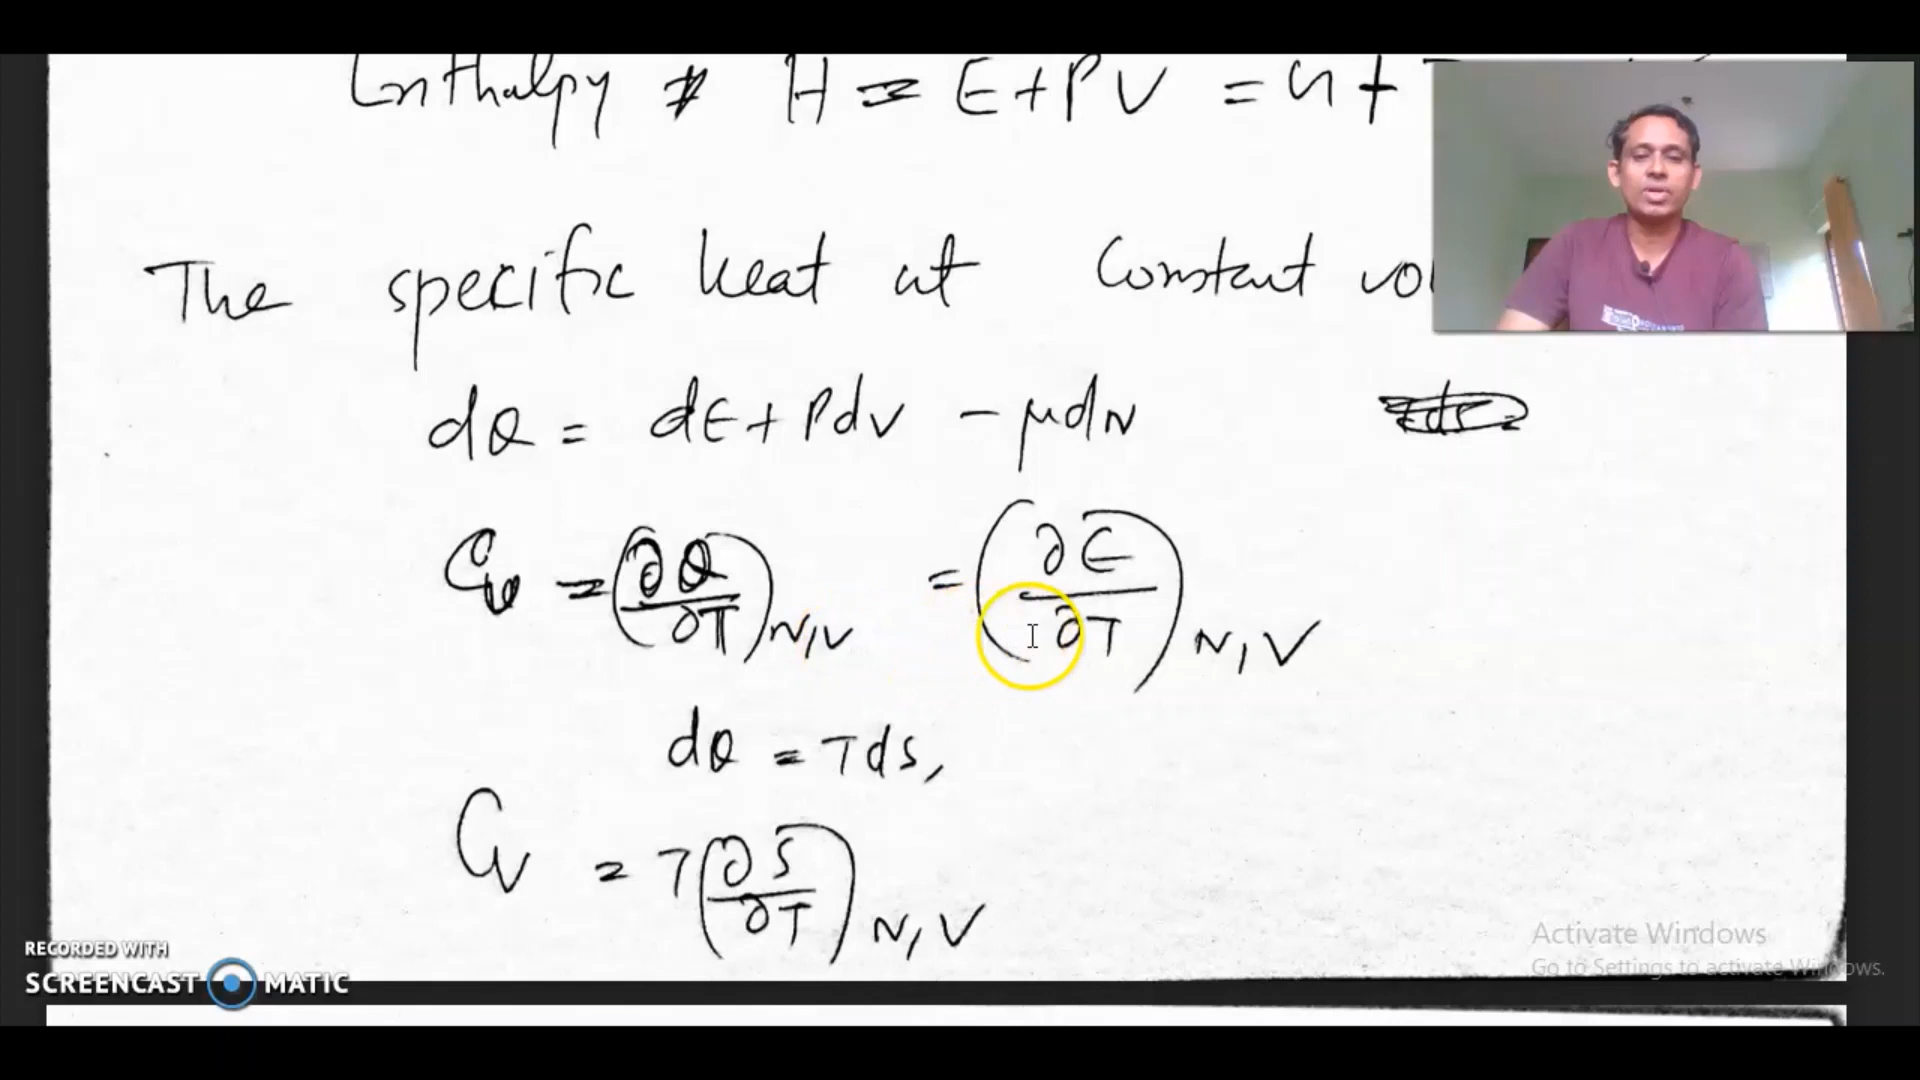 Enthalpy H = E + PV = U +
The specific heat at Constant vo
dQ = dE + PdV - μdN
Cv = (∂Q/∂T)N,V = (∂E/∂T)N,V
dQ = TdS,
CV = T(∂S/∂T)N,V
Activate Windows
Go to Settings to activate Windows.
RECORDED WITH
SCREENCAST MATIC